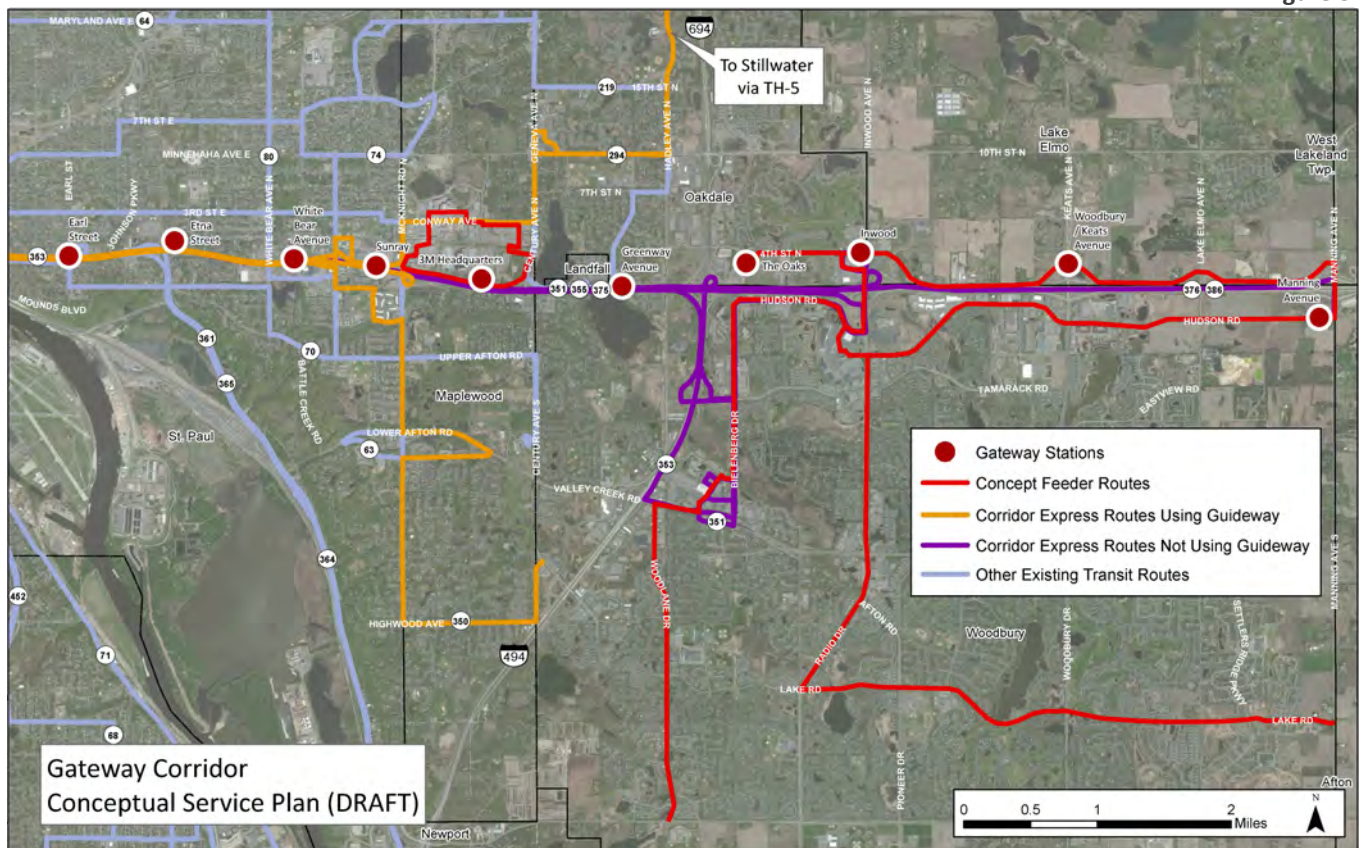 MARYLAND AVE E
64
694
To Stillwater
via TH-5
219
15TH ST N
7TH ST E
MINNEHAHA AVE E
80
74
294
10TH ST N
7TH ST N
Lake
Elmo
West
Lakeland
Twp.
EARL ST
JOHNSON PKWY
WHITE BEAR AVE N
MCKNIGHT RD N
GENEVA AVE N
HADLEY AVE N
INWOOD AVE N
KEATS AVE N
LAKE ELMO AVE N
MANNING AVE N
Oakdale
3RD ST E
CONWAY AVE
CENTURY AVE N
Earl
Street
Etna
Street
White
Bear
Avenue
Sunray
3M Headquarters
Landfall
Greenway
Avenue
4TH ST N
The Oaks
Inwood
Woodbury
/ Keats
Avenue
Manning
Avenue
353
351
355
375
376
386
MOUNDS BLVD
HUDSON RD
HUDSON RD
361
365
70
UPPER AFTON RD
BATTLE CREEK RD
Maplewood
TAMARACK RD
EASTVIEW RD
St. Paul
LOWER AFTON RD
63
CENTURY AVE S
353
VALLEY CREEK RD
BIELENBERG DR
351
364
452
71
68
WOODLANE DR
RADIO DR
AFTON RD
Woodbury
WOODBURY DR
SETTLERS RIDGE PKWY
MANNING AVE S
HIGHWOOD AVE
350
494
LAKE RD
LAKE RD
PIONEER DR
Afton
Newport
Gateway Stations
Concept Feeder Routes
Corridor Express Routes Using Guideway
Corridor Express Routes Not Using Guideway
Other Existing Transit Routes
Gateway Corridor
Conceptual Service Plan (DRAFT)
0 0.5 1 2
Miles
N